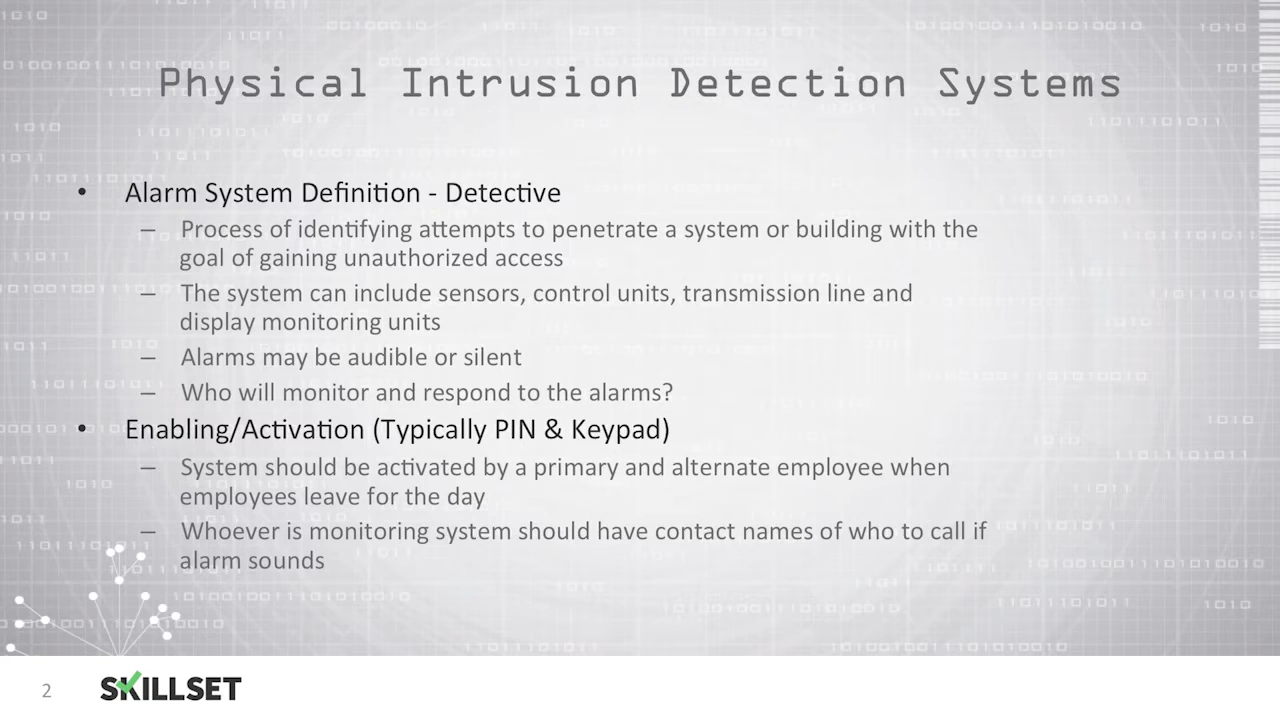 Physical Intrusion Detection Systems
• Alarm System Definition - Detective
– Process of identifying attempts to penetrate a system or building with the
goal of gaining unauthorized access
– The system can include sensors, control units, transmission line and
display monitoring units
– Alarms may be audible or silent
– Who will monitor and respond to the alarms?
• Enabling/Activation (Typically PIN & Keypad)
– System should be activated by a primary and alternate employee when
employees leave for the day
– Whoever is monitoring system should have contact names of who to call if
alarm sounds
2
SKILLSET